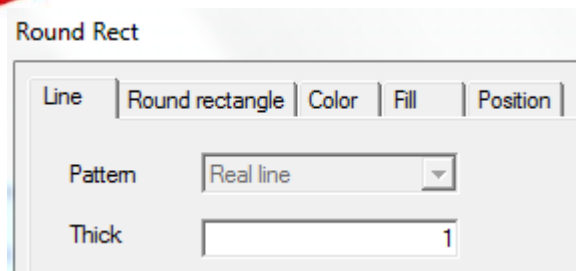 Round Rect
Line Round rectangle Color Fill Position
Pattern Real line
Thick 1